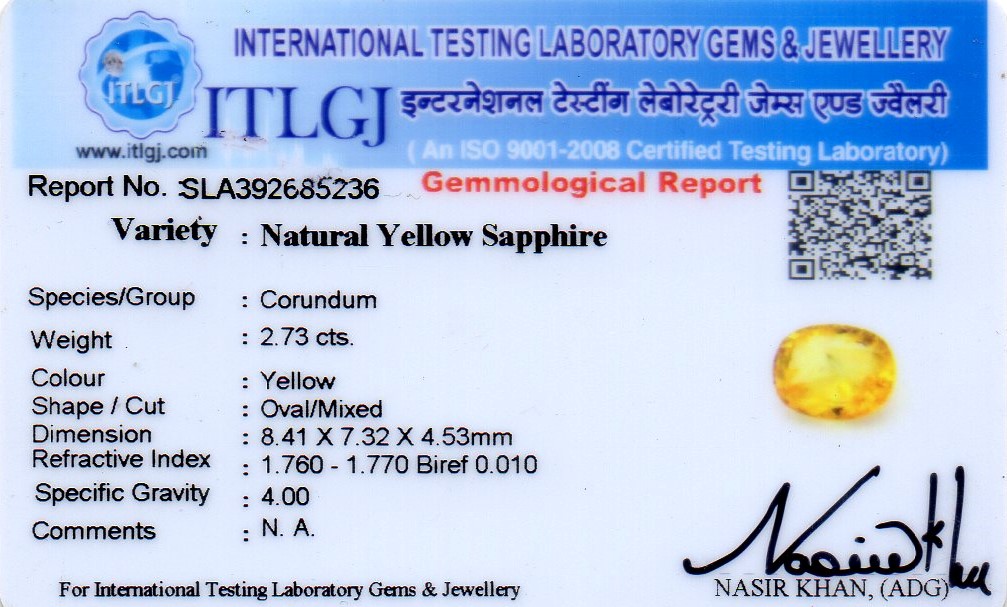 INTERNATIONAL TESTING LABORATORY GEMS & JEWELLERY
ITLGJ
ITLGJ
इन्टरनेशनल टेस्टींग लेबोरेट्ररी जेम्स एण्ड ज्वैलरी
www.itlgj.com
( An ISO 9001-2008 Certified Testing Laboratory)
Report No. :SLA392685236
Gemmological Report
Variety : Natural Yellow Sapphire
Species/Group : Corundum
Weight : 2.73 cts.
Colour : Yellow
Shape / Cut : Oval/Mixed
Dimension : 8.41 X 7.32 X 4.53mm
Refractive Index : 1.760 - 1.770 Biref 0.010
Specific Gravity : 4.00
Comments : N. A.
Nasir Khan
NASIR KHAN, (ADG)
For International Testing Laboratory Gems & Jewellery